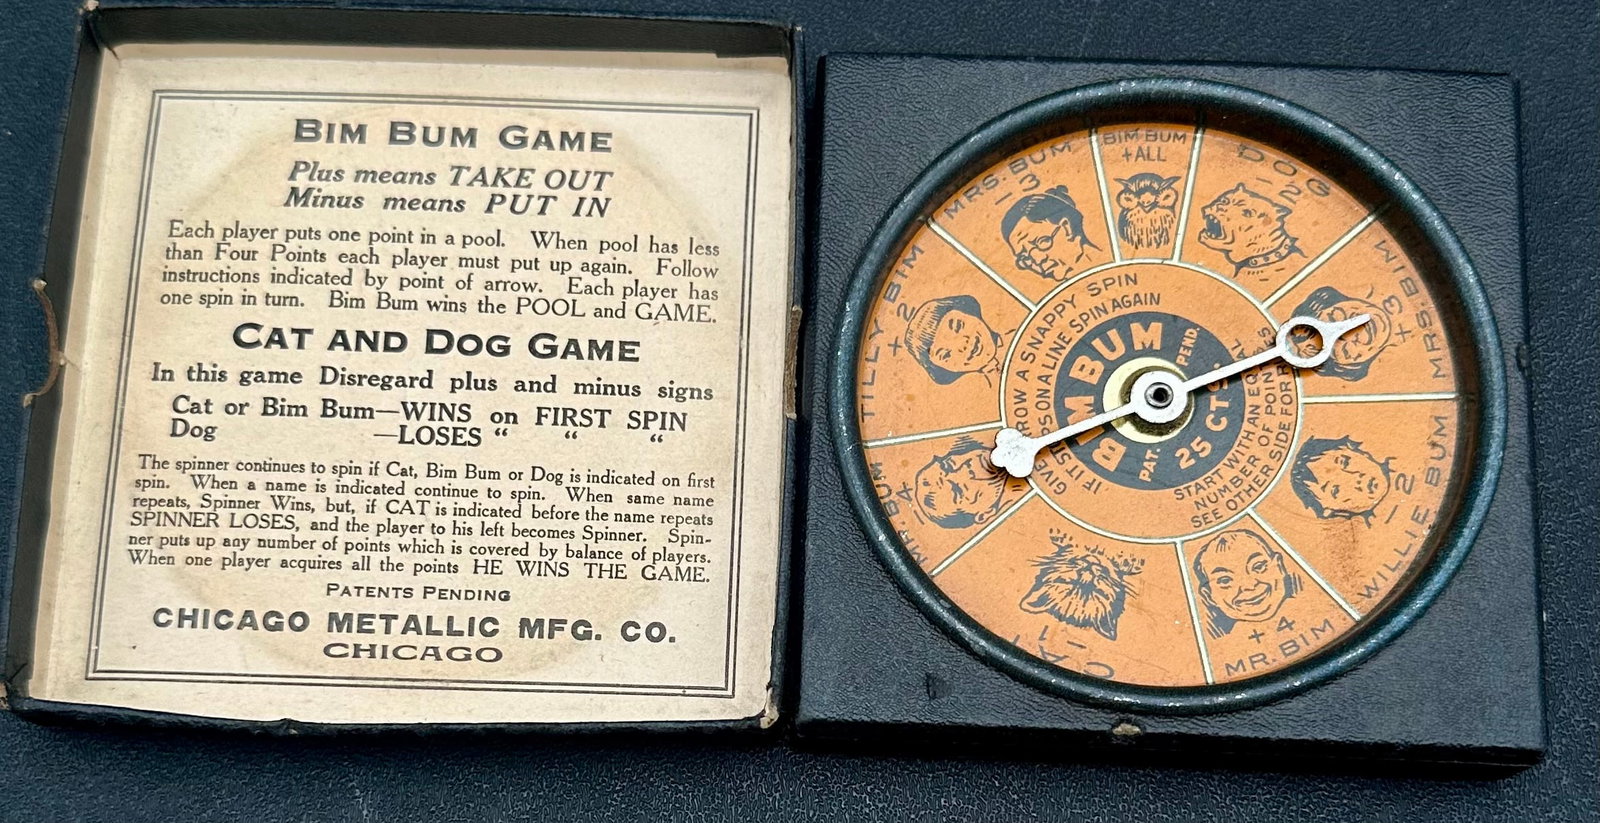 BIM BUM GAME
Plus means TAKE OUT
Minus means PUT IN
Each player puts one point in a pool. When pool has less
than Four Points each player must put up again. Follow
instructions indicated by point of arrow. Each player has
one spin in turn. Bim Bum wins the POOL and GAME.
CAT AND DOG GAME
In this game Disregard plus and minus signs
Cat or Bim Bum—WINS on FIRST SPIN
Dog —LOSES “ “ “
The spinner continues to spin if Cat, Bim Bum or Dog is indicated on first
spin. When a name is indicated continue to spin. When same name
repeats, Spinner Wins, but, if CAT is indicated before the name repeats
SPINNER LOSES, and the player to his left becomes Spinner. Spin-
ner puts up any number of points which is covered by balance of players.
When one player acquires all the points HE WINS THE GAME.
PATENTS PENDING
CHICAGO METALLIC MFG. CO.
CHICAGO
BIM BUM
+ALL
DOG
-2
MRS. BIM
+3
WILLIE BUM
-2
MR. BIM
+4
CAT
-1
MR. BUM
-4
TILLY BIM
+2
MRS. BUM
-3
ARROW A SNAPPY SPIN
ON A LINE SPIN AGAIN
START WITH AN
NUMBER OF POINTS
SEE OTHER SIDE FOR
BIM BUM
PAT. PEND.
25 CTS.